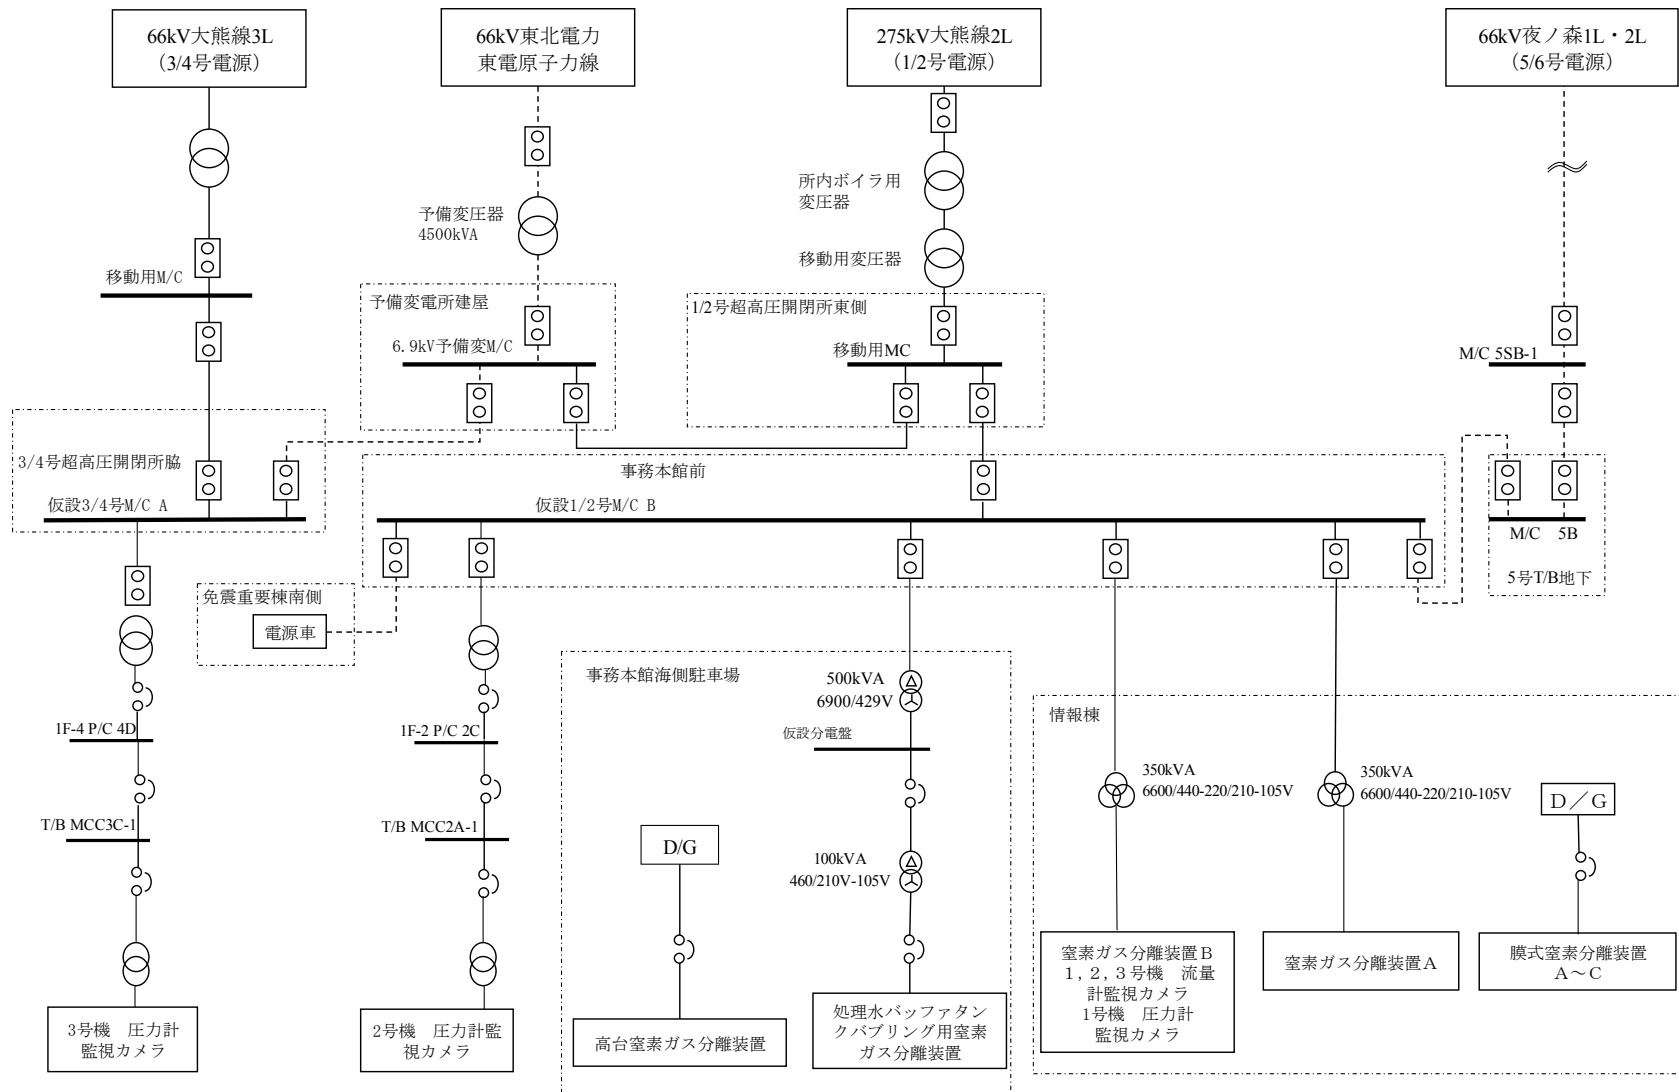 66kV大熊線3L
(3/4号電源)
66kV東北電力
東電原子力線
275kV大熊線2L
(1/2号電源)
66kV夜ノ森1L・2L
(5/6号電源)
所内ボイラ用
変圧器
予備変圧器
4500kVA
移動用変圧器
移動用M/C
予備変電所建屋
1/2号超高圧開閉所東側
6.9kV予備変M/C
移動用MC
M/C 5SB-1
3/4号超高圧開閉所脇
事務本館前
仮設3/4号M/C A
仮設1/2号M/C B
M/C 5B
5号T/B地下
免震重要棟南側
電源車
事務本館海側駐車場
500kVA
6900/429V
情報棟
1F-4 P/C 4D
1F-2 P/C 2C
仮設分電盤
350kVA
6600/440-220/210-105V
350kVA
6600/440-220/210-105V
D/G
T/B MCC3C-1
T/B MCC2A-1
D/G
100kVA
460/210V-105V
窒素ガス分離装置B
1,2,3号機 流量
計監視カメラ
1号機 圧力計
監視カメラ
窒素ガス分離装置A
膜式窒素分離装置
A~C
3号機 圧力計
監視カメラ
2号機 圧力計監
視カメラ
高台窒素ガス分離装置
処理水バッファタン
クバブリング用窒素
ガス分離装置